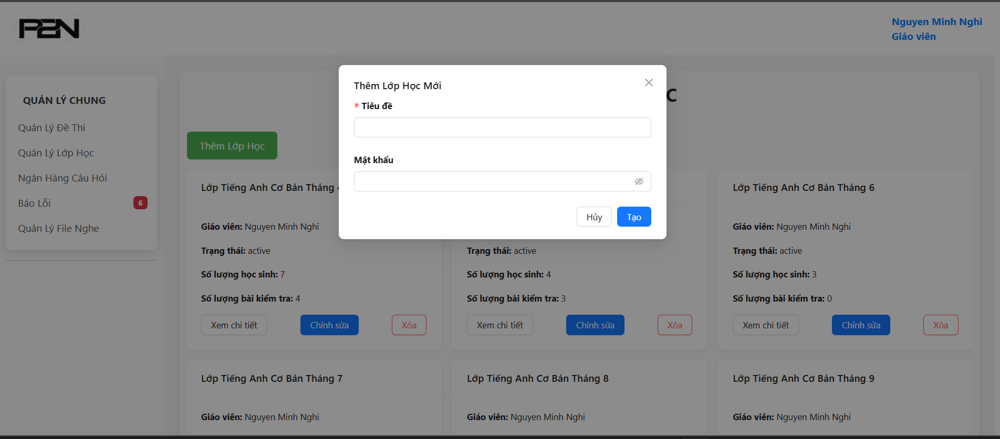 P2N
Nguyen Minh Nghi
Giáo viên
QUẢN LÝ CHUNG
Quản Lý Đề Thi
Quản Lý Lớp Học
Ngân Hàng Câu Hỏi
Báo Lỗi 6
Quản Lý File Nghe
C
Thêm Lớp Học
Thêm Lớp Học Mới
* Tiêu đề
Mật khẩu
Hủy Tạo
Lớp Tiếng Anh Cơ Bản Tháng
Giáo viên: Nguyen Minh Nghi
Trạng thái: active
Số lượng học sinh: 7
Số lượng bài kiểm tra: 4
Xem chi tiết Chỉnh sửa Xóa
Trạng thái: active
Số lượng học sinh: 4
Số lượng bài kiểm tra: 3
Xem chi tiết Chỉnh sửa Xóa
Lớp Tiếng Anh Cơ Bản Tháng 6
Giáo viên: Nguyen Minh Nghi
Trạng thái: active
Số lượng học sinh: 3
Số lượng bài kiểm tra: 0
Xem chi tiết Chỉnh sửa Xóa
Lớp Tiếng Anh Cơ Bản Tháng 7
Giáo viên: Nguyen Minh Nghi
Lớp Tiếng Anh Cơ Bản Tháng 8
Giáo viên: Nguyen Minh Nghi
Lớp Tiếng Anh Cơ Bản Tháng 9
Giáo viên: Nguyen Minh Nghi